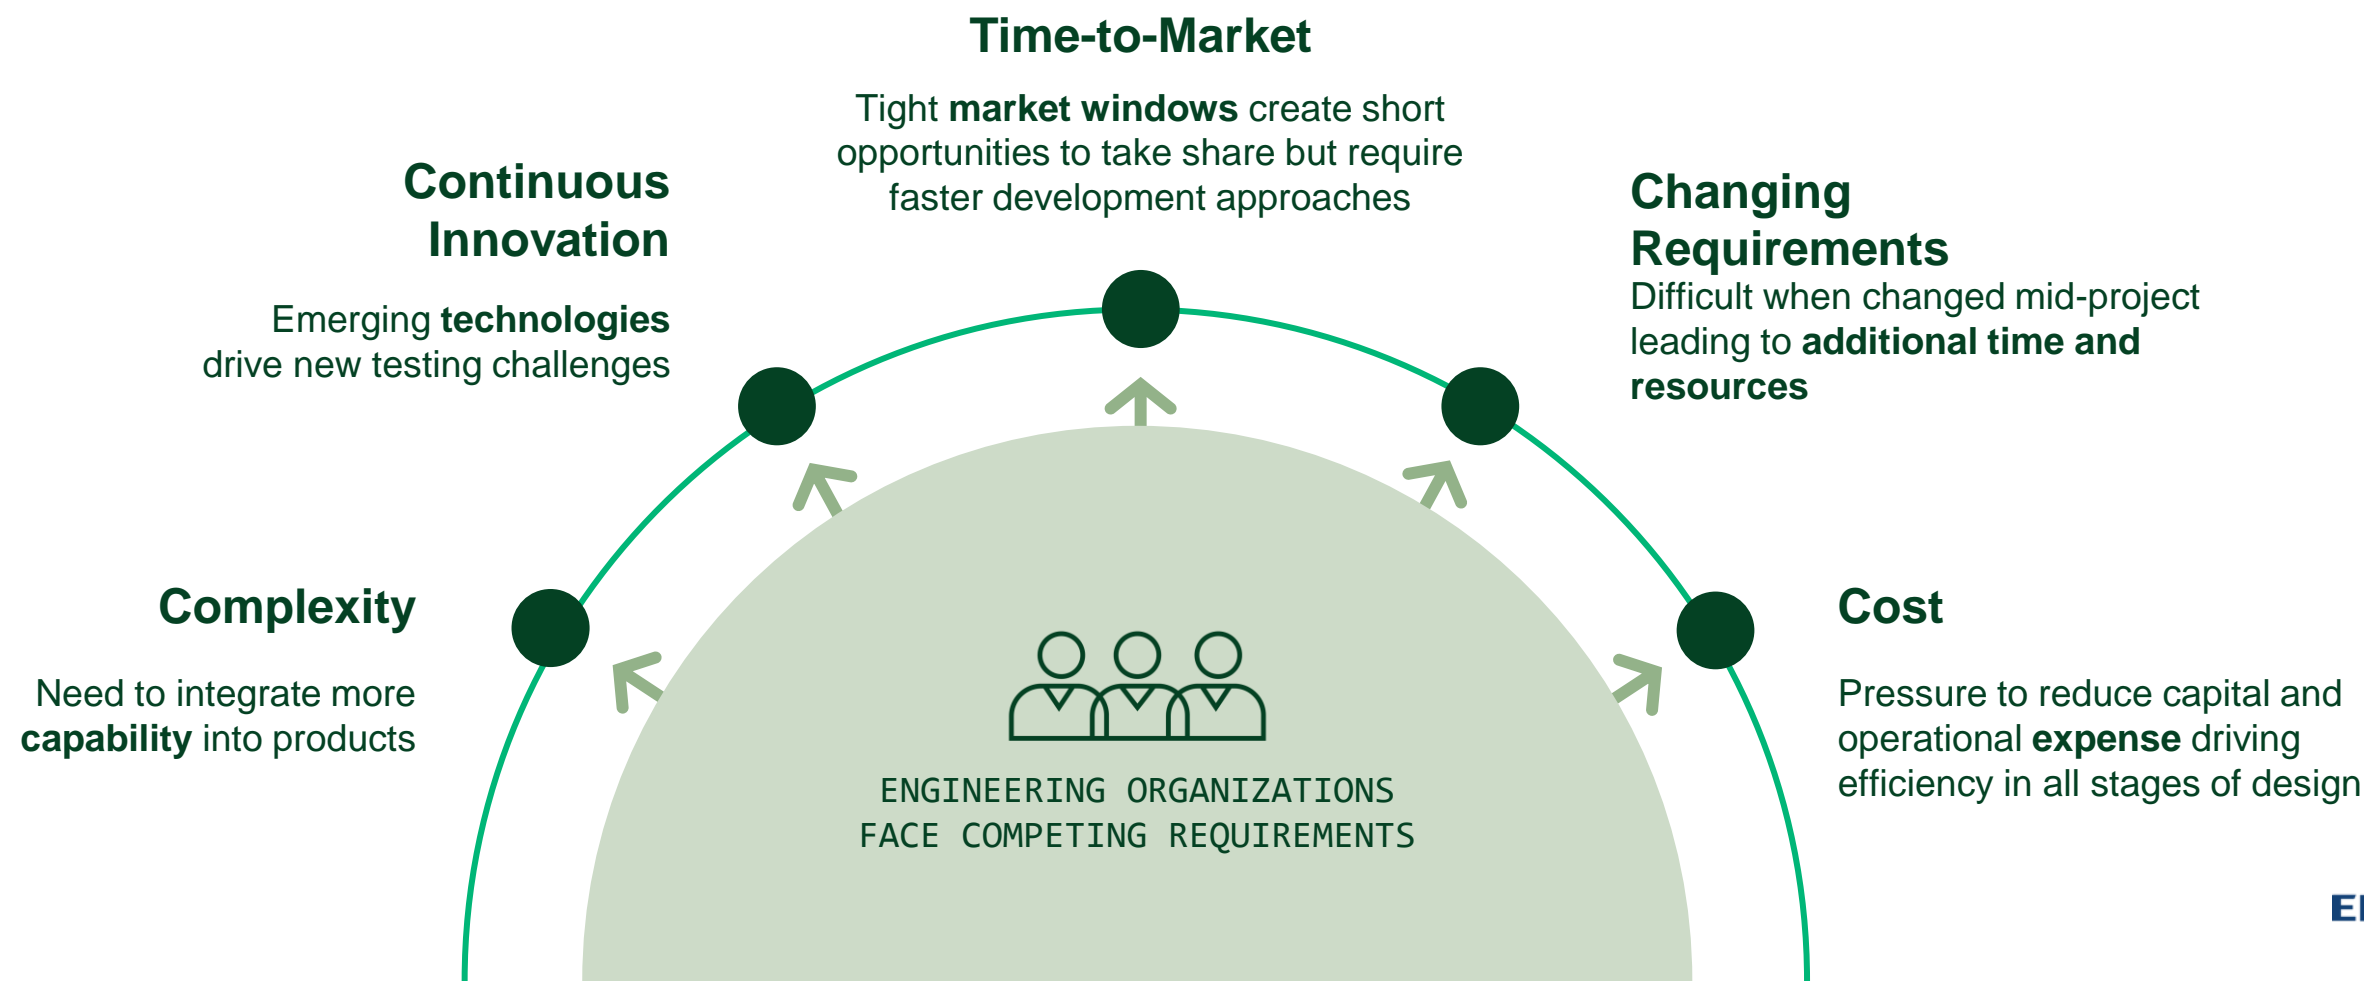 Time-to-Market
Tight market windows create short
opportunities to take share but require
faster development approaches
Continuous
Innovation
Emerging technologies
drive new testing challenges
Changing
Requirements
Difficult when changed mid-project
leading to additional time and
resources
Complexity
Need to integrate more
capability into products
Cost
Pressure to reduce capital and
operational expense driving
efficiency in all stages of design
ENGINEERING ORGANIZATIONS
FACE COMPETING REQUIREMENTS